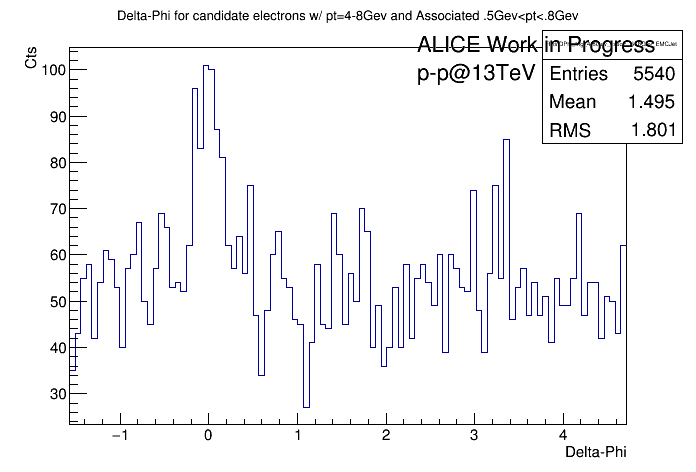 Delta-Phi for candidate electrons w/ pt=4-8Gev and Associated .5Gev<pt<.8Gev
Cts
ALICE Work in Progress
p-p@13TeV
EMCJet
Entries 5540
Mean 1.495
RMS 1.801
100
90
80
70
60
50
40
30
−1 0 1 2 3 4
Delta-Phi